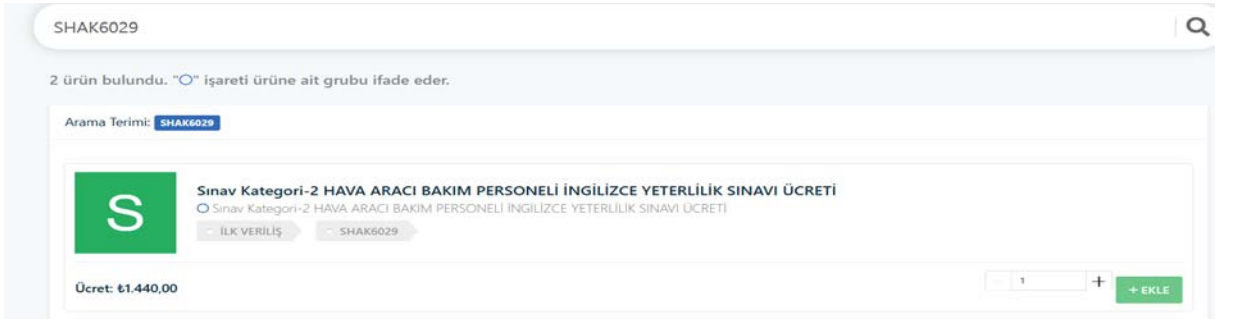 SHAK6029
2 ürün bulundu. "O" işareti ürüne ait grubu ifade eder.
Arama Terimi: SHAK6029
S
Sınav Kategori-2 HAVA ARACI BAKIM PERSONELİ İNGİLİZCE YETERLİLİK SINAVI ÜCRETİ
Sınav Kategori-2 HAVA ARACI BAKIM PERSONELİ İNGİLİZCE YETERLİLİK SINAVI ÜCRETİ
İLK VERİLİŞ SHAK6029
Ücret: ₺1.440,00 - 1 + + EKLE